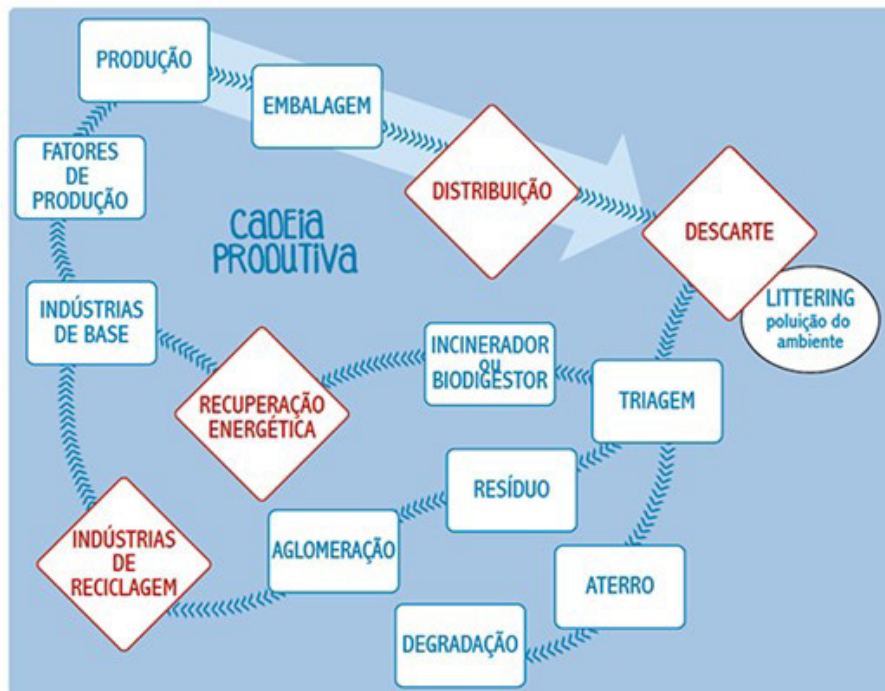 PRODUÇÃO
EMBALAGEM
FATORES
DE
PRODUÇÃO
DISTRIBUIÇÃO
DESCARTE
CADEIA
PRODUTIVA
LITTERING
poluição do
ambiente
INDÚSTRIAS
DE BASE
INCINERADOR
ou
BIODIGESTOR
TRIAGEM
RECUPERAÇÃO
ENERGÉTICA
RESÍDUO
AGLOMERAÇÃO
INDÚSTRIAS
DE
RECICLAGEM
ATERRO
DEGRADAÇÃO